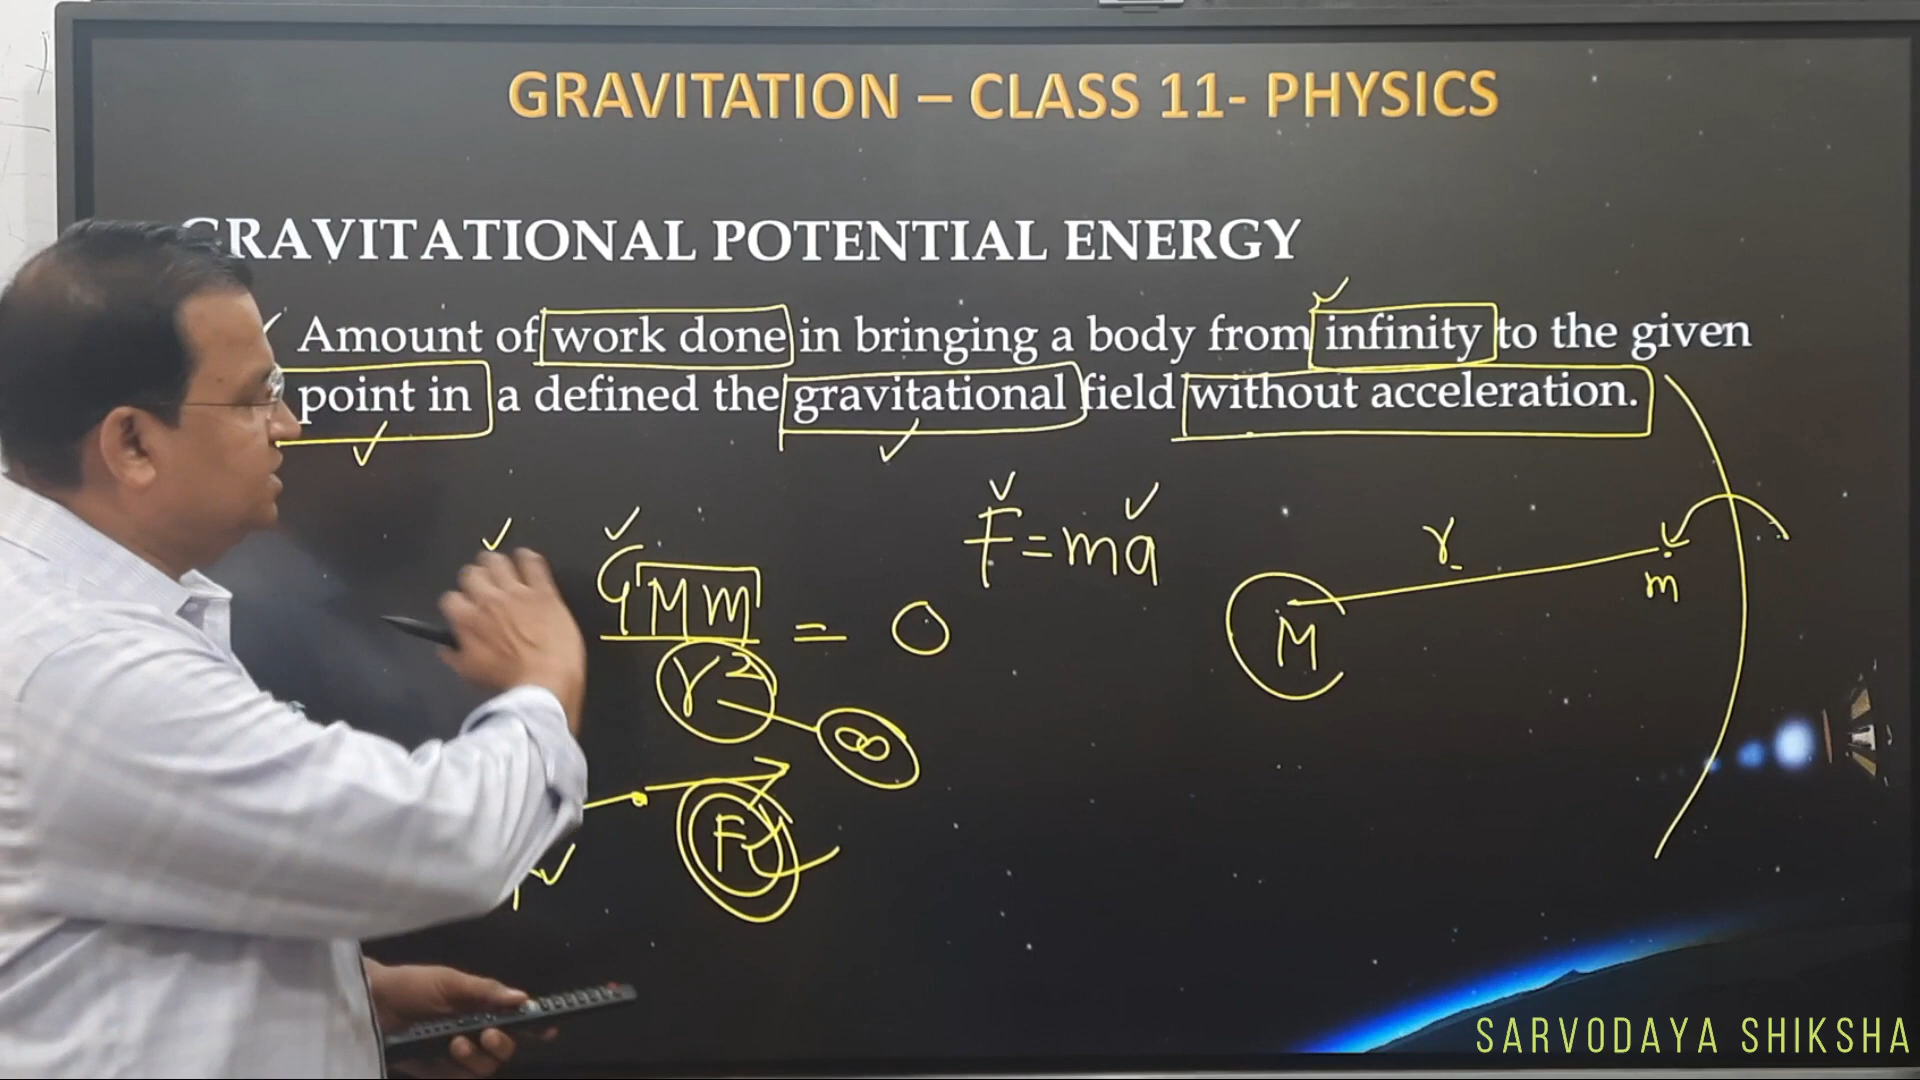 GRAVITATION – CLASS 11- PHYSICS
GRAVITATIONAL POTENTIAL ENERGY
Amount of work done in bringing a body from infinity to the given
point in a defined the gravitational field without acceleration.
F = ma
GMm
= 0
r²
∞
F
r
m
M
SARVODAYA SHIKSHA